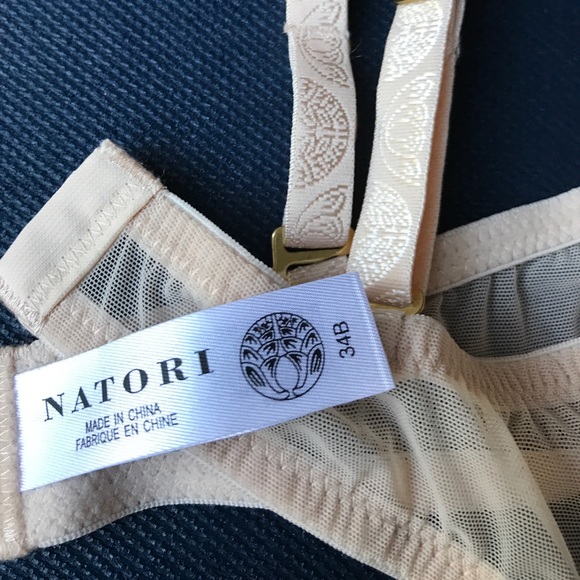 NATORI
MADE IN CHINA
FABRIQUE EN CHINE
34B